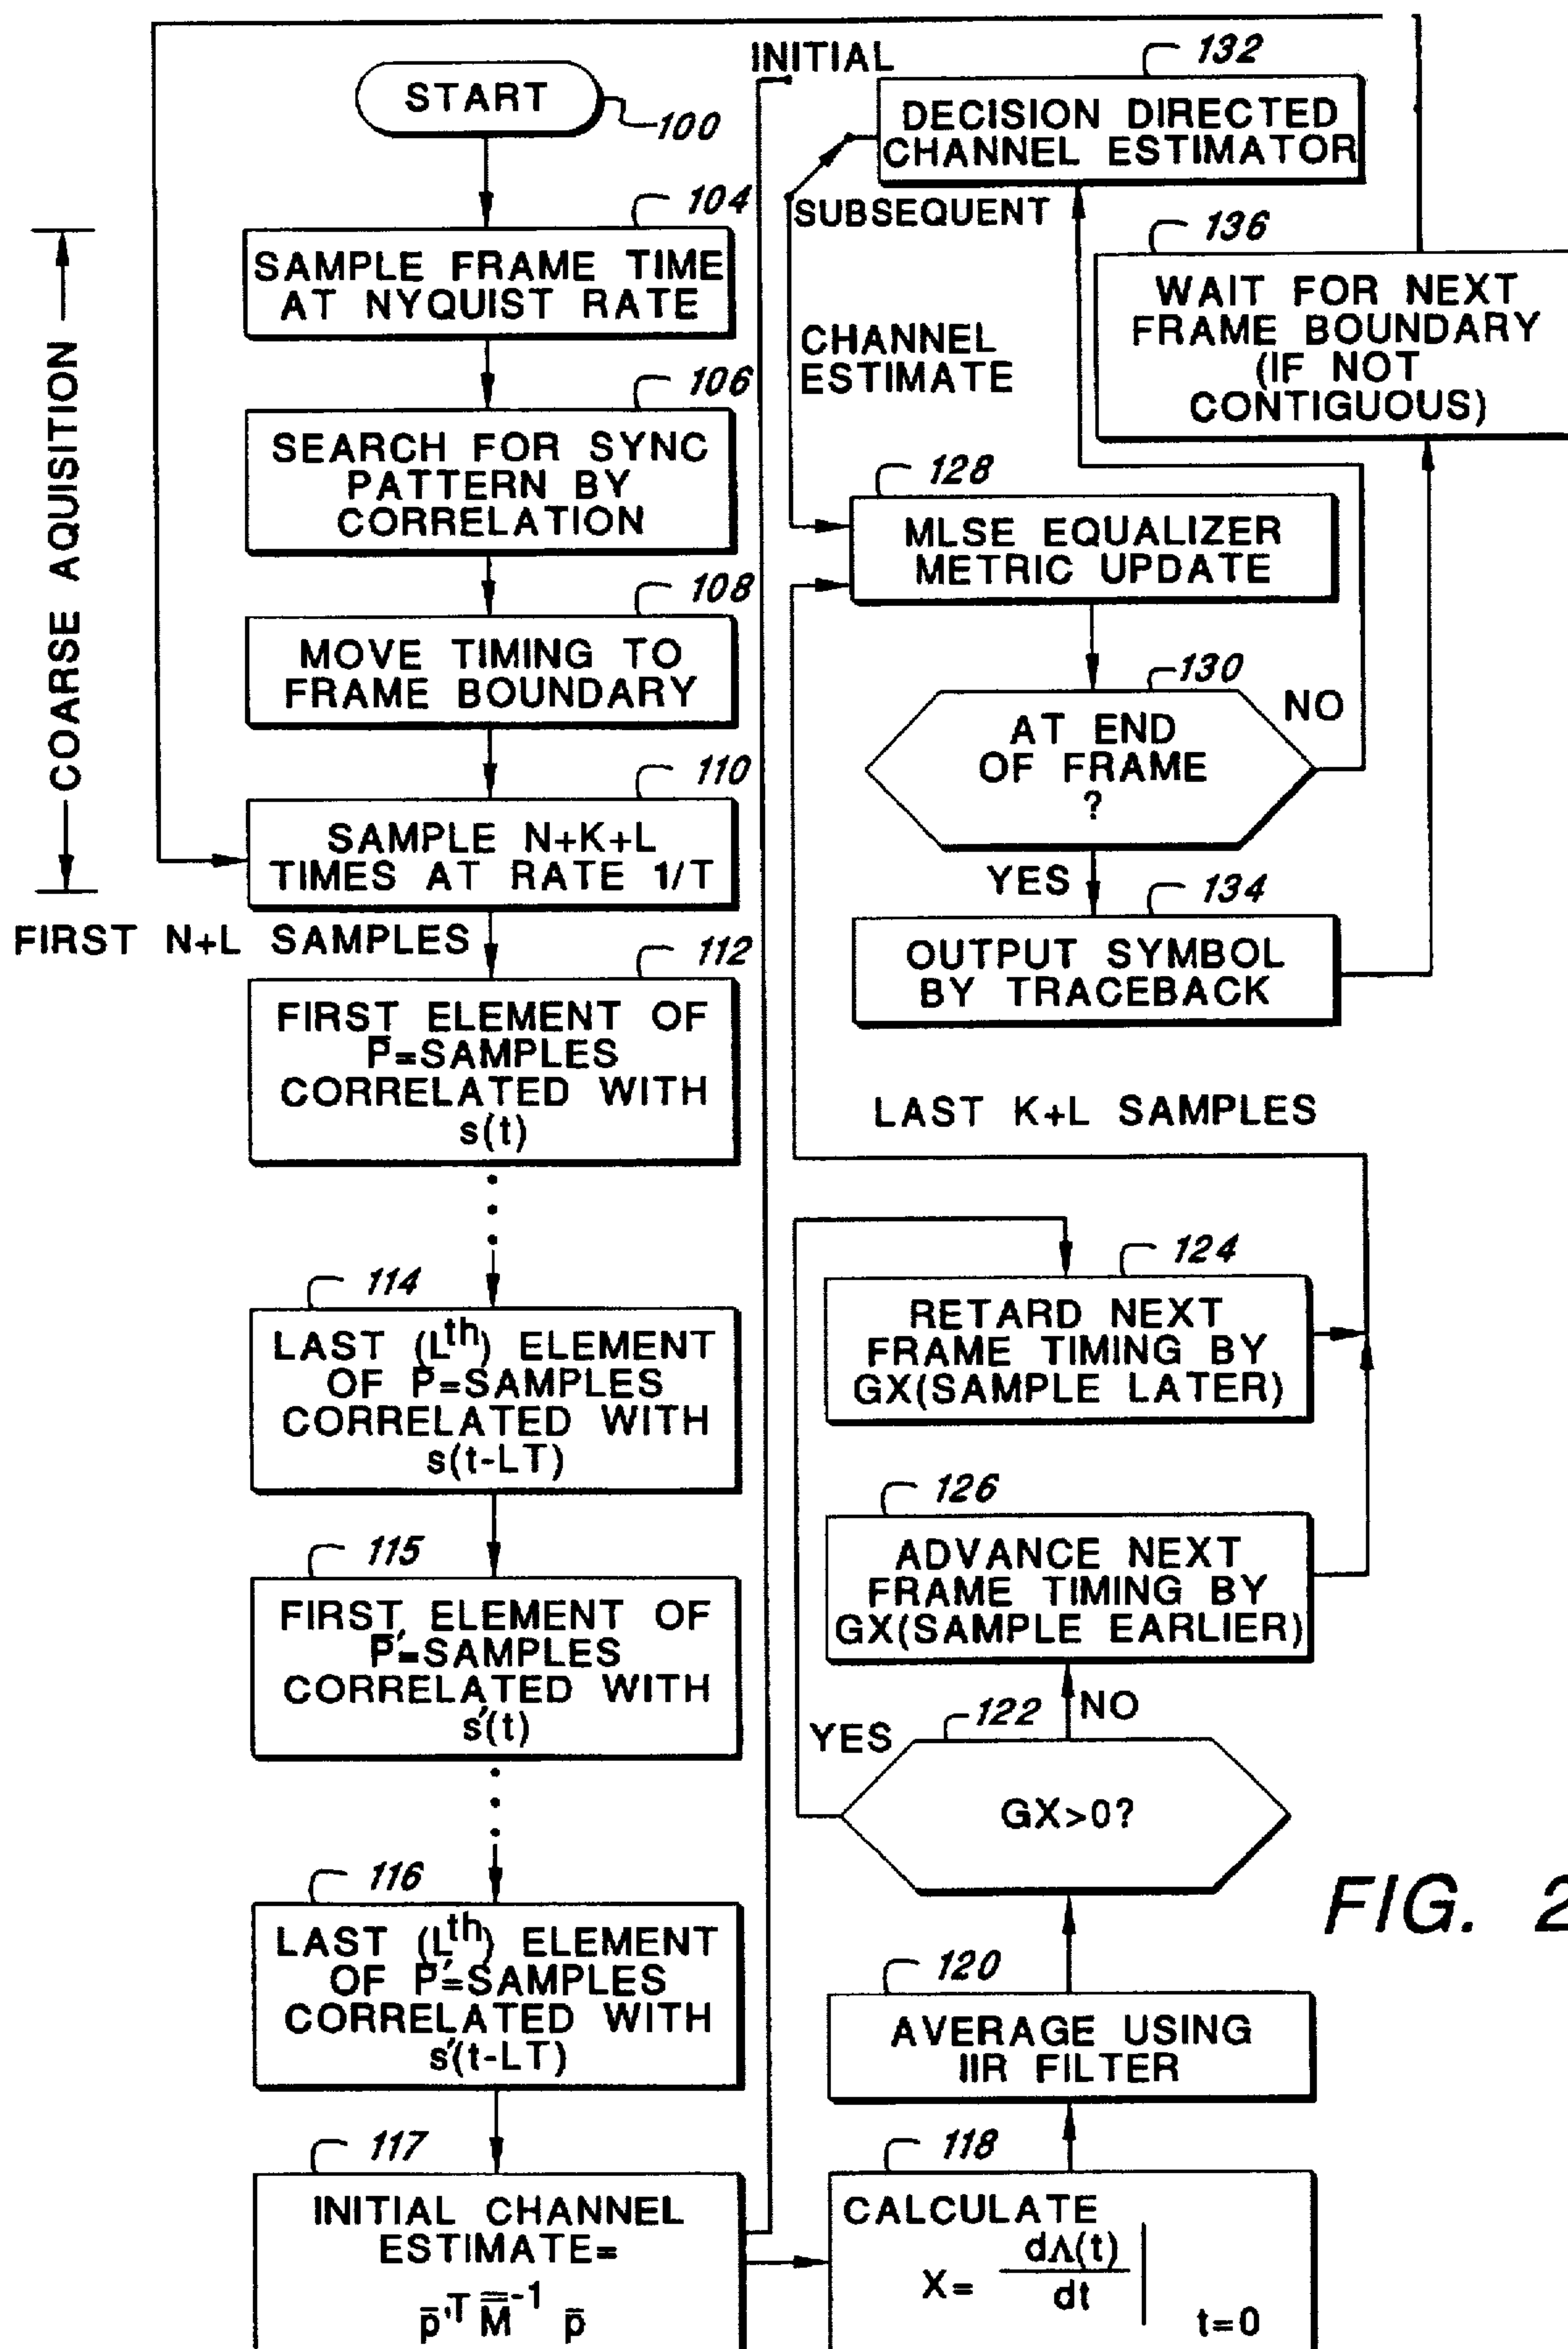 START
100
COARSE AQUISITION
104
SAMPLE FRAME TIME
AT NYQUIST RATE
106
SEARCH FOR SYNC
PATTERN BY
CORRELATION
108
MOVE TIMING TO
FRAME BOUNDARY
110
SAMPLE N+K+L
TIMES AT RATE 1/T
FIRST N+L SAMPLES
112
FIRST ELEMENT OF
P̅=SAMPLES
CORRELATED WITH
s(t)
114
LAST (Lth) ELEMENT
OF P̅=SAMPLES
CORRELATED WITH
s(t-LT)
115
FIRST ELEMENT OF
P̅'=SAMPLES
CORRELATED WITH
s'(t)
116
LAST (Lth) ELEMENT
OF P̅'=SAMPLES
CORRELATED WITH
s'(t-LT)
117
INITIAL CHANNEL
ESTIMATE=
p̅'T M̿-1 p̅
INITIAL
132
DECISION DIRECTED
CHANNEL ESTIMATOR
SUBSEQUENT
136
WAIT FOR NEXT
FRAME BOUNDARY
(IF NOT
CONTIGUOUS)
CHANNEL
ESTIMATE
128
MLSE EQUALIZER
METRIC UPDATE
130
AT END
OF FRAME
?
NO
YES
134
OUTPUT SYMBOL
BY TRACEBACK
LAST K+L SAMPLES
124
RETARD NEXT
FRAME TIMING BY
GX(SAMPLE LATER)
126
ADVANCE NEXT
FRAME TIMING BY
GX(SAMPLE EARLIER)
YES
122
NO
GX>0?
120
AVERAGE USING
IIR FILTER
118
CALCULATE
X= dΛ(t)/dt | t=0
FIG. 2